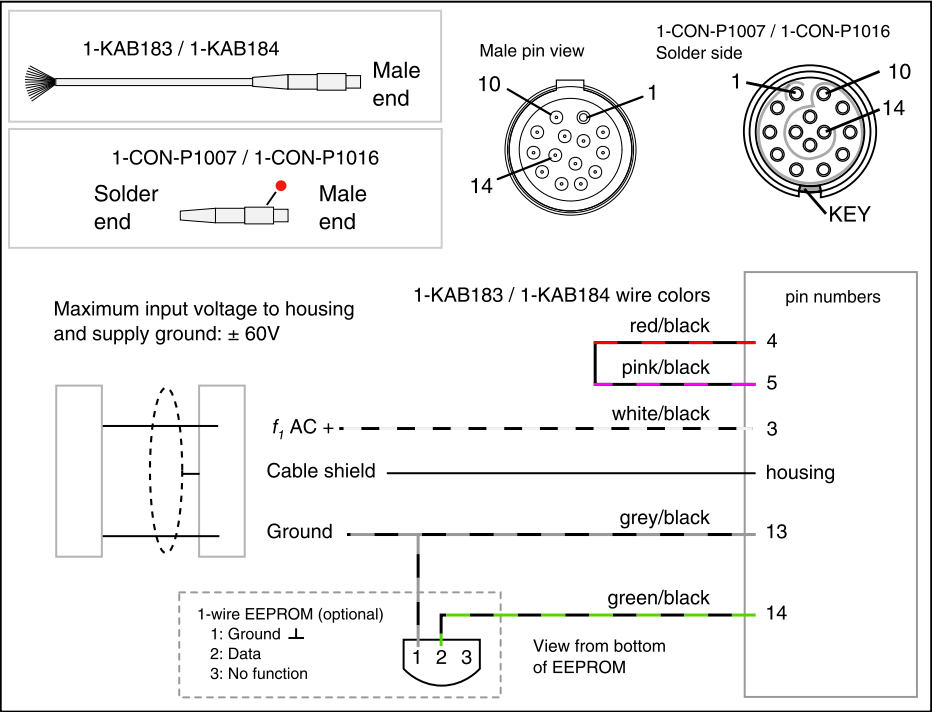 1-KAB183 / 1-KAB184
Male
end
1-CON-P1007 / 1-CON-P1016
Solder
end
Male
end
Male pin view
10
1
14
1-CON-P1007 / 1-CON-P1016
Solder side
1
10
14
KEY
Maximum input voltage to housing
and supply ground: ± 60V
1-KAB183 / 1-KAB184 wire colors
pin numbers
red/black
4
pink/black
5
f1 AC +
white/black
3
Cable shield
housing
Ground
grey/black
13
green/black
14
1-wire EEPROM (optional)
1: Ground ⊥
2: Data
3: No function
1 2 3
View from bottom
of EEPROM